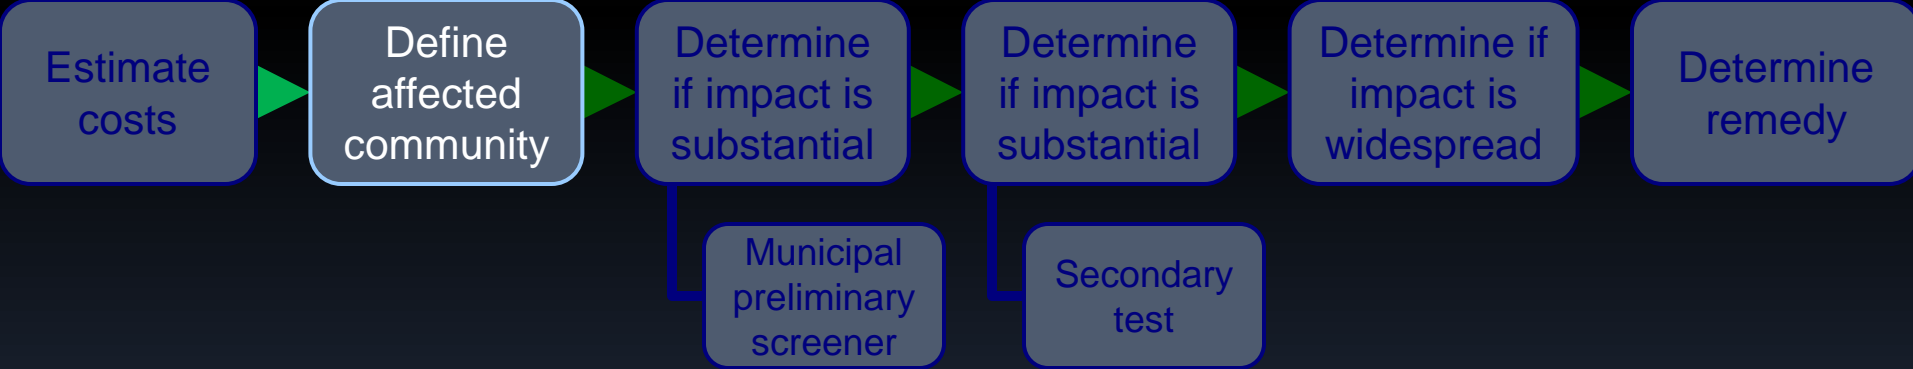 Estimate
costs
Define
affected
community
Determine
if impact is
substantial
Determine
if impact is
substantial
Determine if
impact is
widespread
Determine
remedy
Municipal
preliminary
screener
Secondary
test